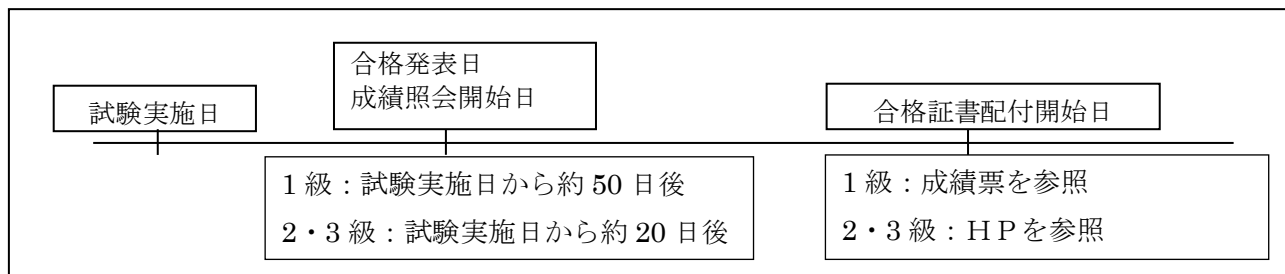 試験実施日
合格発表日
成績照会開始日
合格証書配付開始日
1級：試験実施日から約50日後
2・3級：試験実施日から約20日後
1級：成績票を参照
2・3級：ＨＰを参照